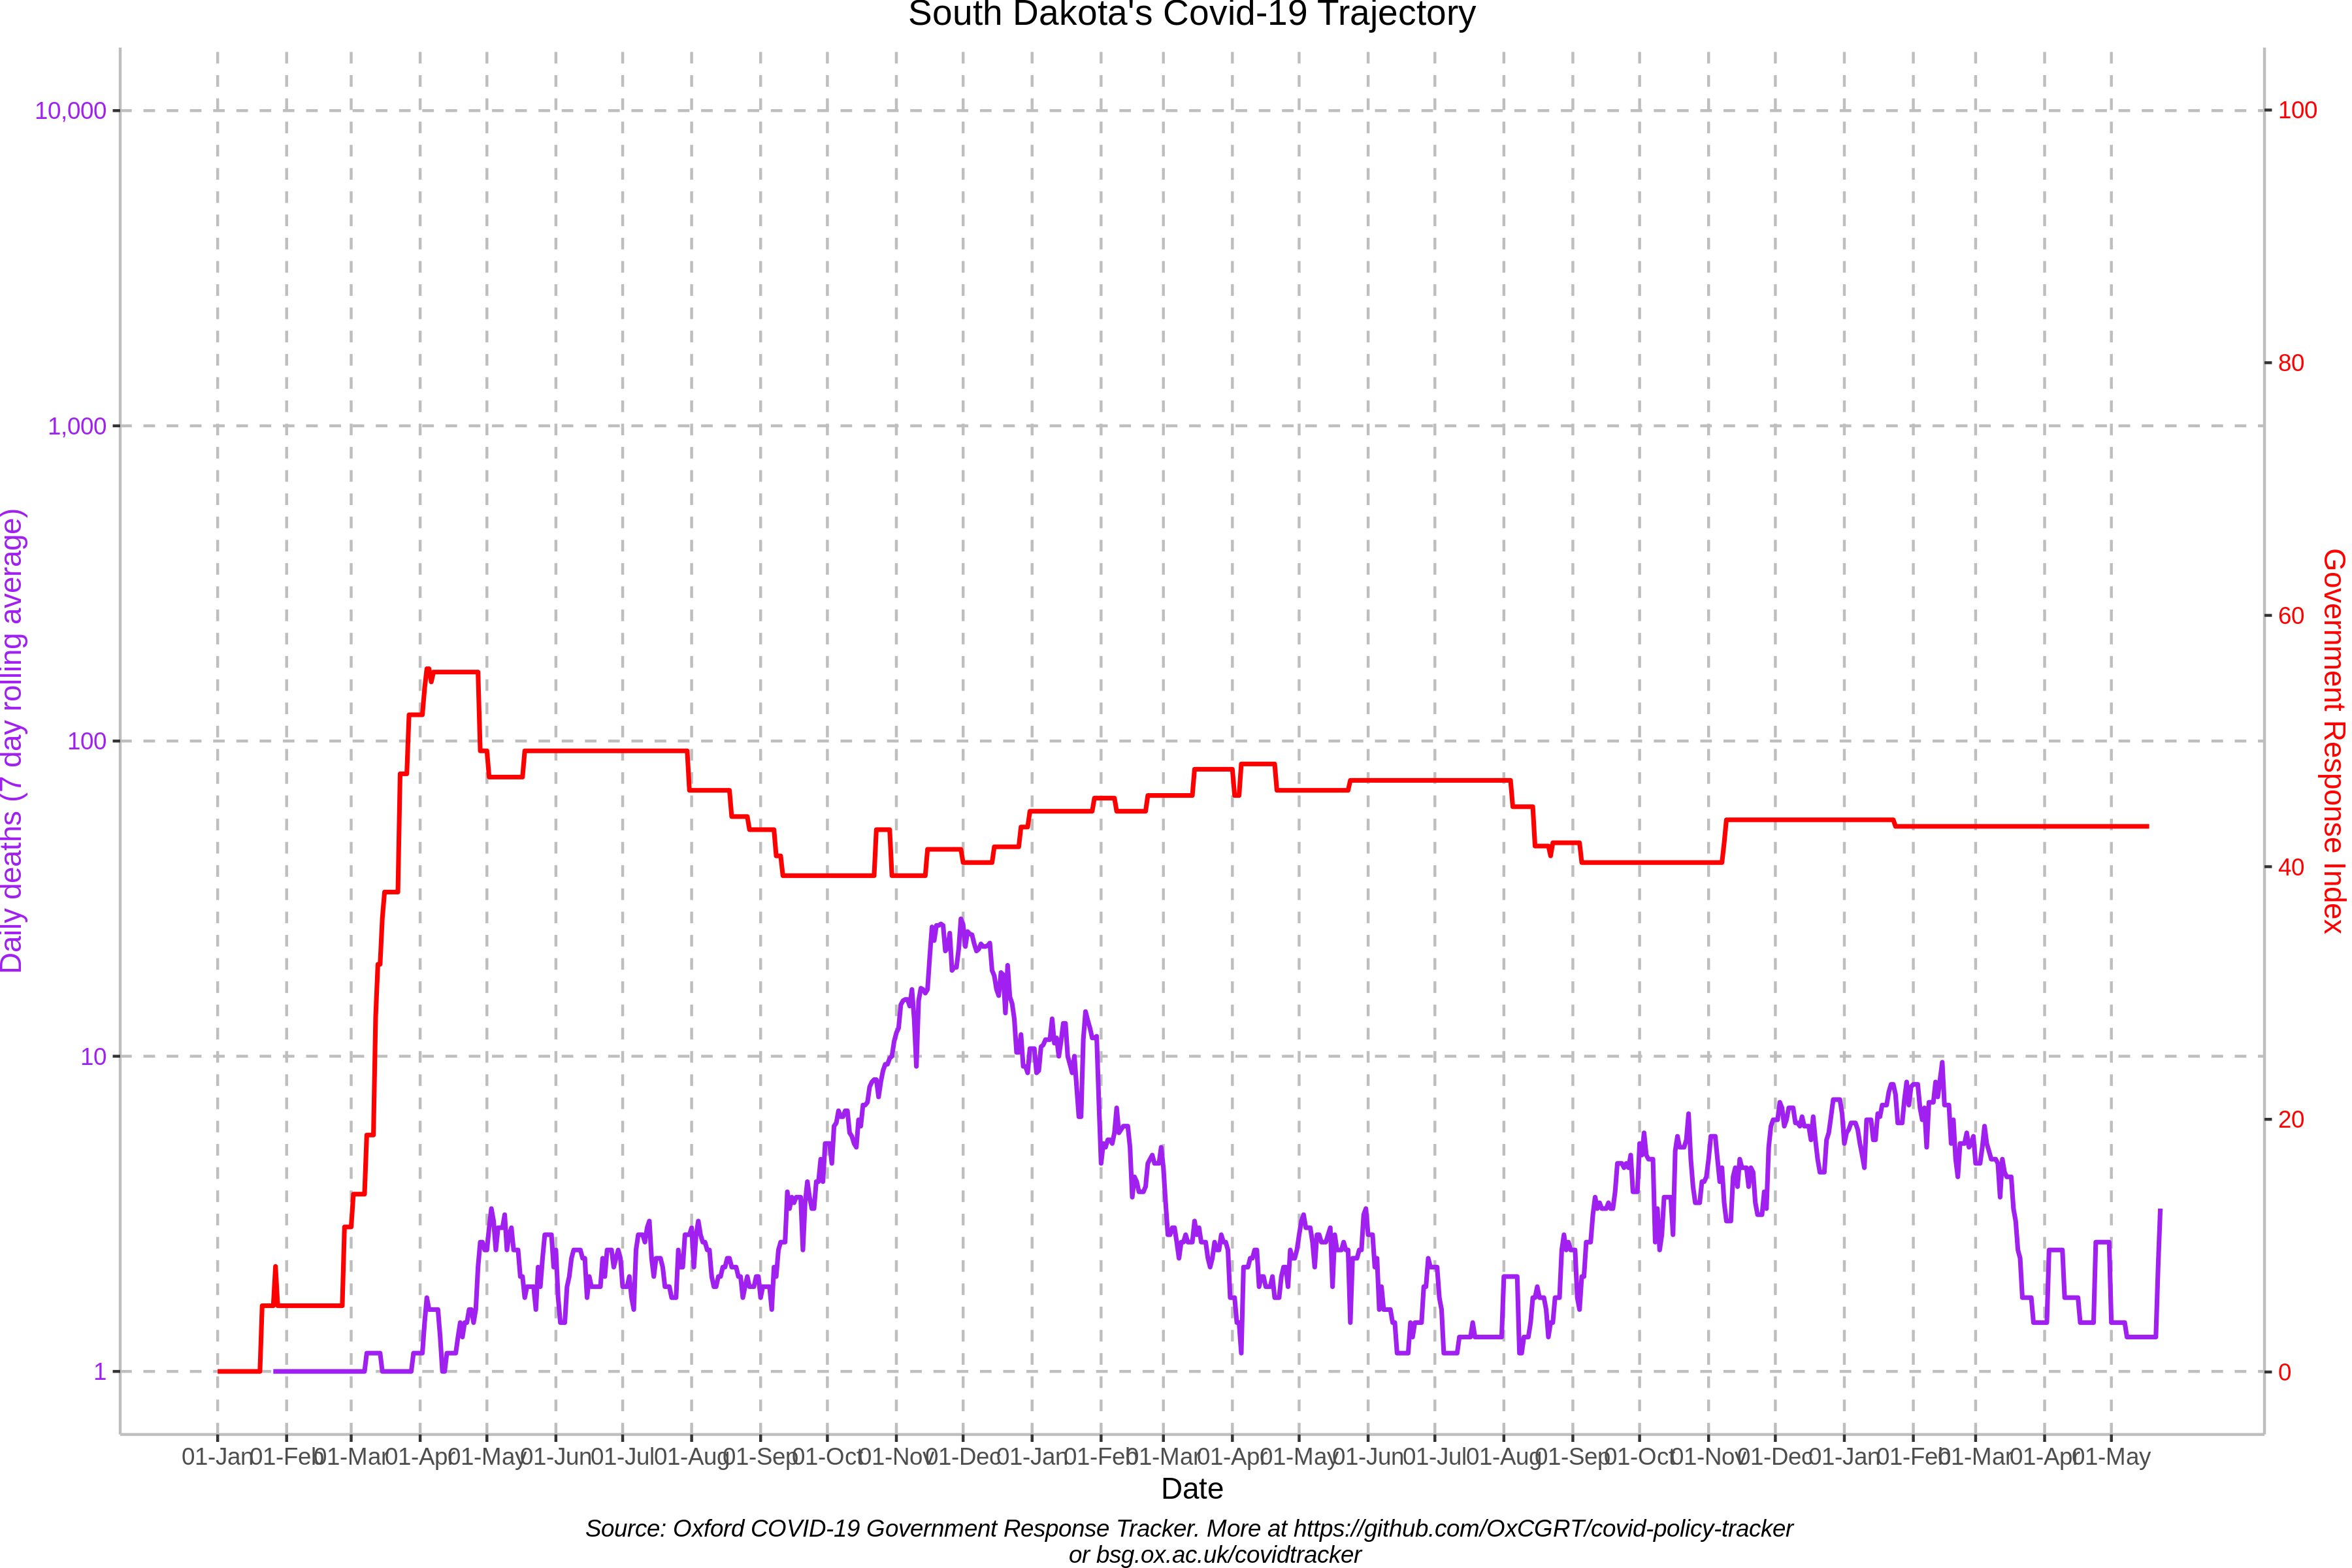 South Dakota's Covid-19 Trajectory
10,000
1,000
100
10
1
Daily deaths (7 day rolling average)
100
80
60
40
20
0
Government Response Index
01-Jan 01-Feb 01-Mar 01-Apr 01-May 01-Jun 01-Jul 01-Aug 01-Sep 01-Oct 01-Nov 01-Dec 01-Jan 01-Feb 01-Mar 01-Apr 01-May 01-Jun 01-Jul 01-Aug 01-Sep 01-Oct 01-Nov 01-Dec 01-Jan 01-Feb 01-Mar 01-Apr 01-May
Date
Source: Oxford COVID-19 Government Response Tracker. More at https://github.com/OxCGRT/covid-policy-tracker
or bsg.ox.ac.uk/covidtracker